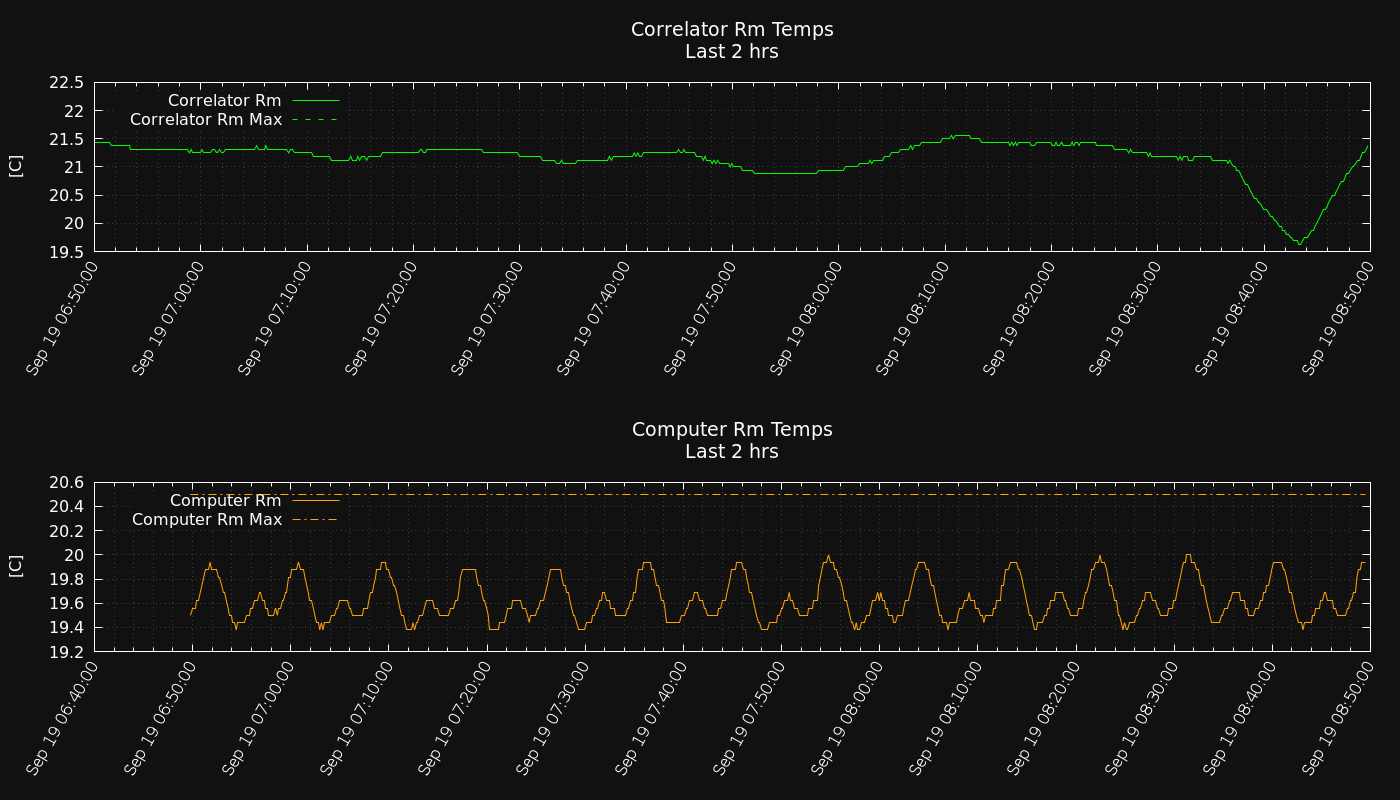 Correlator Rm Temps
Last 2 hrs
22.5
22
21.5
21
20.5
20
19.5
[C]
Correlator Rm
Correlator Rm Max
Sep 19 06:50:00
Sep 19 07:00:00
Sep 19 07:10:00
Sep 19 07:20:00
Sep 19 07:30:00
Sep 19 07:40:00
Sep 19 07:50:00
Sep 19 08:00:00
Sep 19 08:10:00
Sep 19 08:20:00
Sep 19 08:30:00
Sep 19 08:40:00
Sep 19 08:50:00
Computer Rm Temps
Last 2 hrs
20.6
20.4
20.2
20
19.8
19.6
19.4
19.2
[C]
Computer Rm
Computer Rm Max
Sep 19 06:40:00
Sep 19 06:50:00
Sep 19 07:00:00
Sep 19 07:10:00
Sep 19 07:20:00
Sep 19 07:30:00
Sep 19 07:40:00
Sep 19 07:50:00
Sep 19 08:00:00
Sep 19 08:10:00
Sep 19 08:20:00
Sep 19 08:30:00
Sep 19 08:40:00
Sep 19 08:50:00